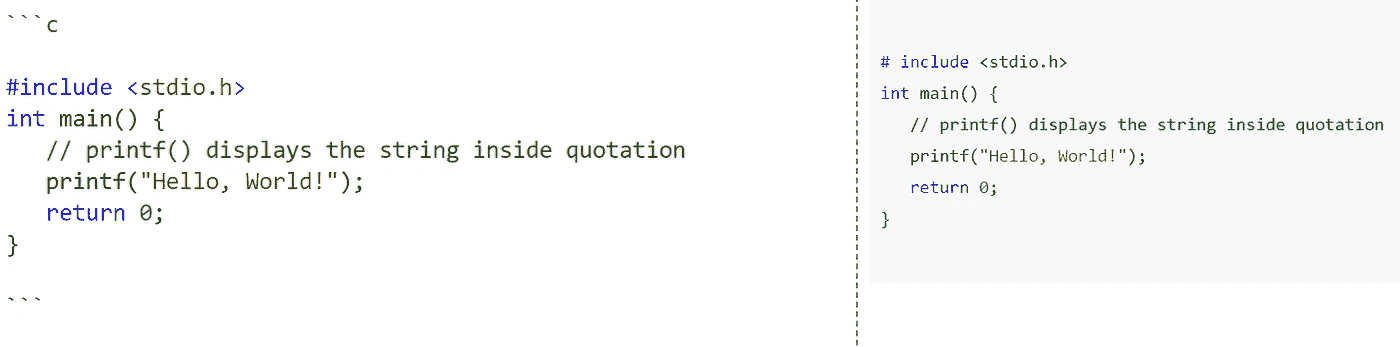 ```c
#include <stdio.h>
int main() {
   // printf() displays the string inside quotation
   printf("Hello, World!");
   return 0;
}
```
# include <stdio.h>
int main() {
   // printf() displays the string inside quotation
   printf("Hello, World!");
   return 0;
}